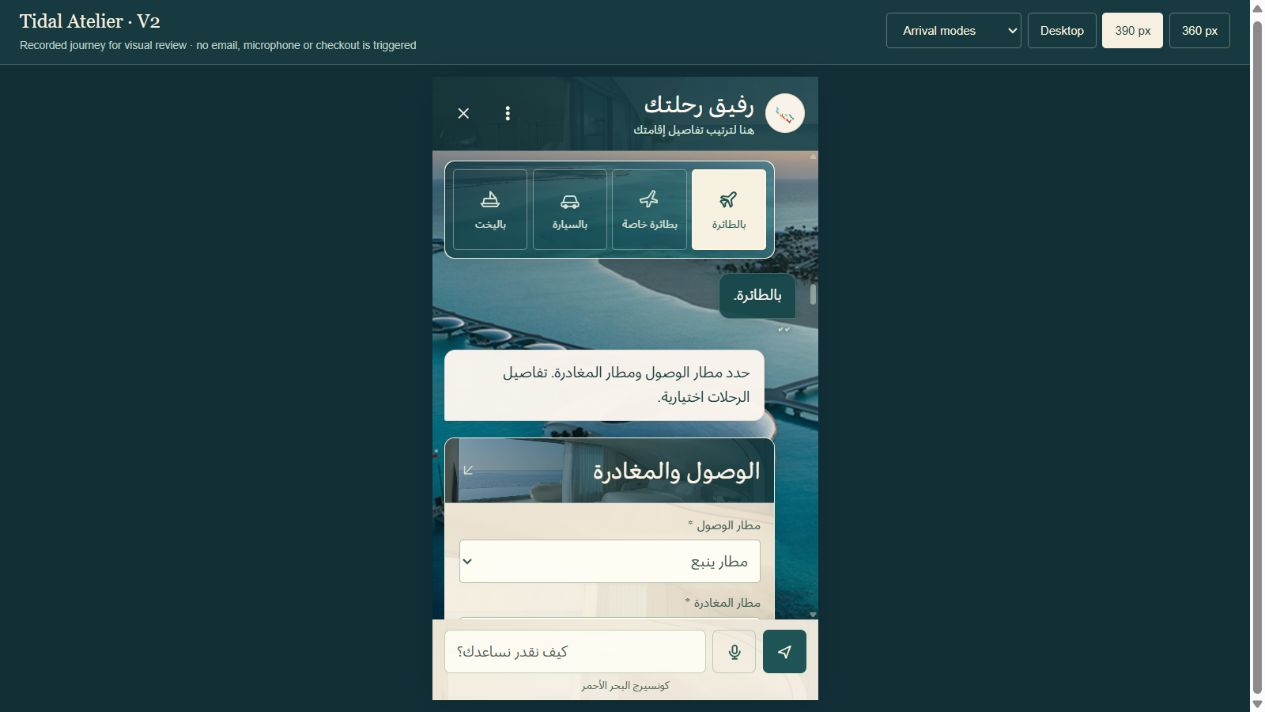 Tidal Atelier · V2
Recorded journey for visual review · no email, microphone or checkout is triggered
Arrival modes
Desktop
390 px
360 px
رفيق رحلتك
هنا لترتيب تفاصيل إقامتك
بالطائرة
بطائرة خاصة
بالسيارة
باليخت
بالطائرة.
حدد مطار الوصول ومطار المغادرة. تفاصيل
الرحلات اختيارية.
الوصول والمغادرة
مطار الوصول *
مطار ينبع
مطار المغادرة *
كيف نقدر نساعدك؟
كونسيرج البحر الأحمر